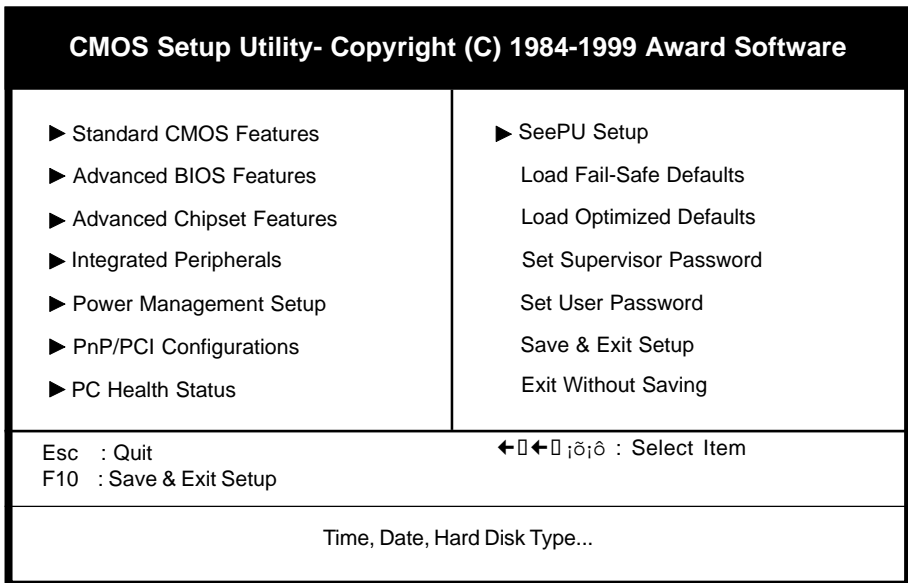 CMOS Setup Utility- Copyright (C) 1984-1999 Award Software
▶ Standard CMOS Features
▶ Advanced BIOS Features
▶ Advanced Chipset Features
▶ Integrated Peripherals
▶ Power Management Setup
▶ PnP/PCI Configurations
▶ PC Health Status
▶ SeePU Setup
Load Fail-Safe Defaults
Load Optimized Defaults
Set Supervisor Password
Set User Password
Save & Exit Setup
Exit Without Saving
Esc : Quit
F10 : Save & Exit Setup
🡸▯🡸▯ ¡õ¡ô : Select Item
Time, Date, Hard Disk Type...